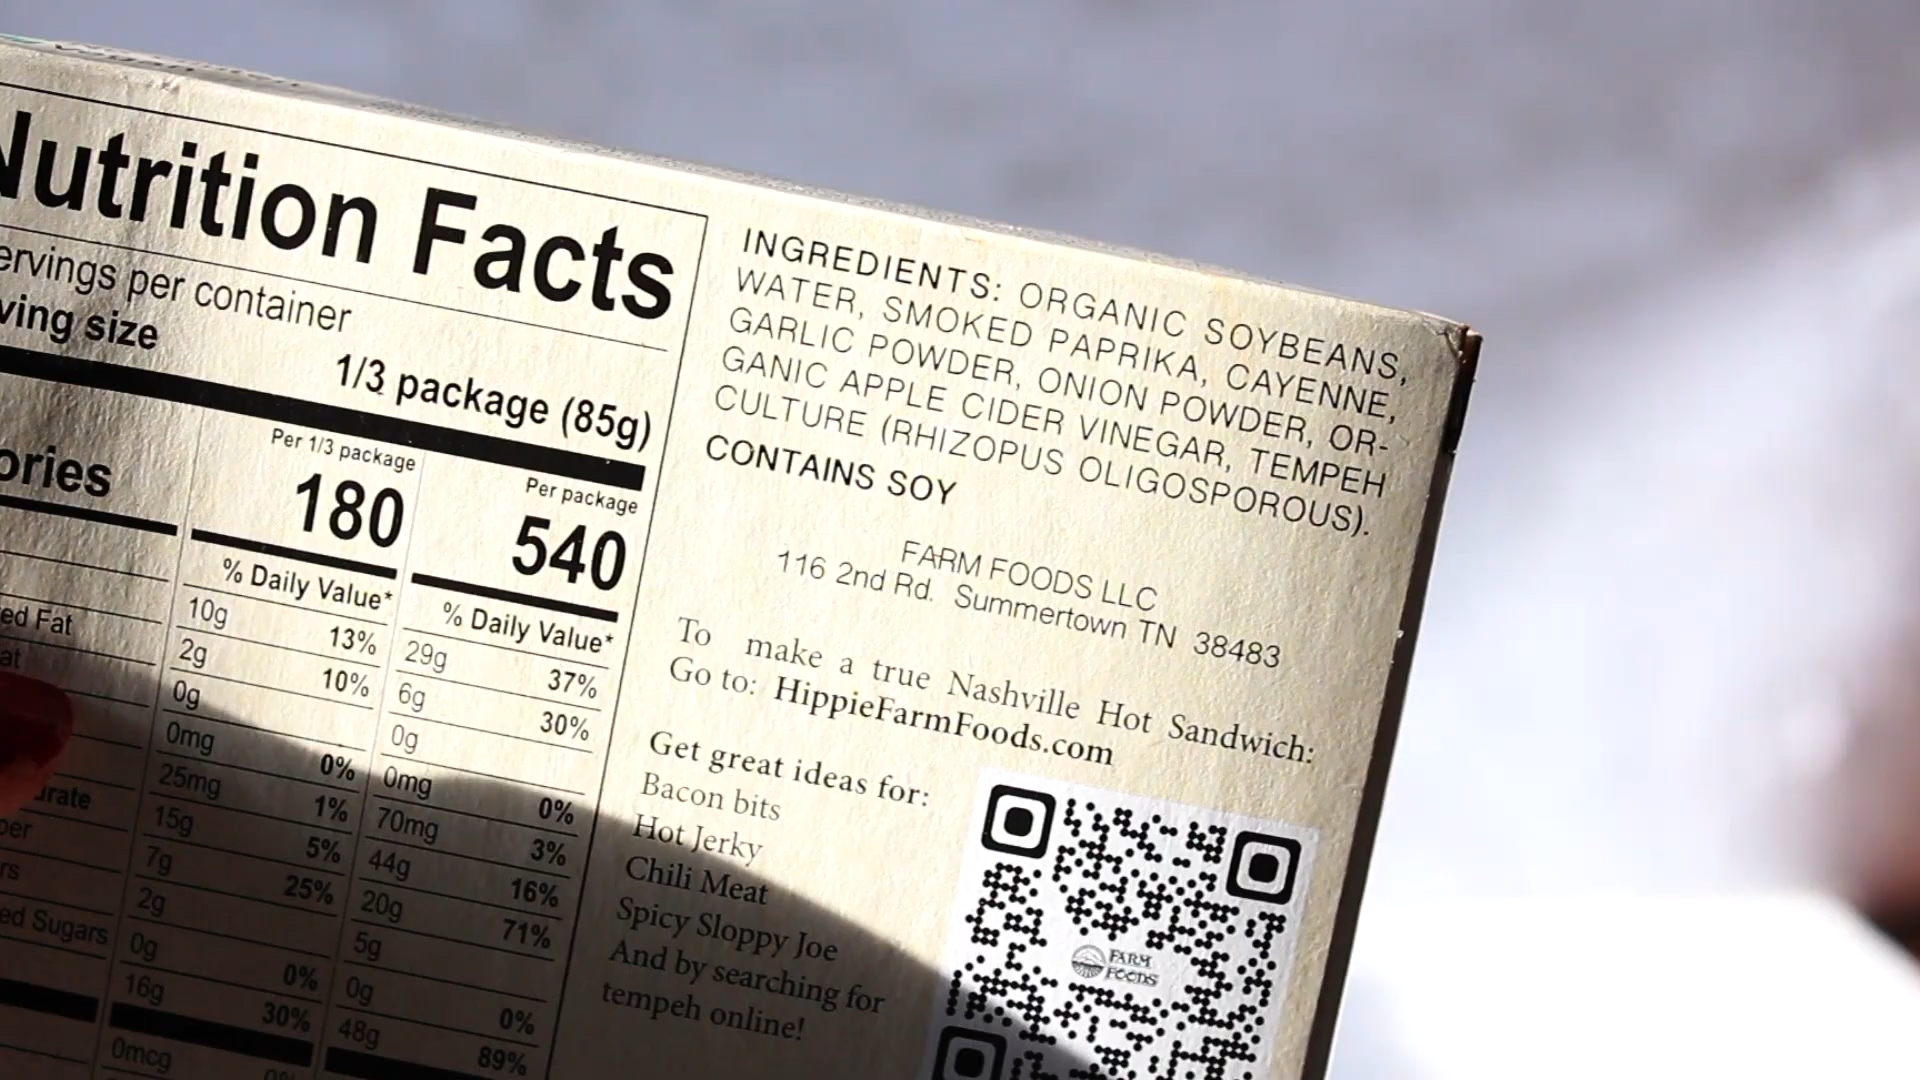 Nutrition Facts
ervings per container
ving size
1/3 package (85g)
ories
Per 1/3 package
180
Per package
540
% Daily Value*
% Daily Value*
ed Fat
10g 13% 29g 37%
at
2g 10% 6g 30%
0g 0g
0mg 0% 0mg 0%
25mg 1% 70mg 3%
rate
15g 5% 44g 16%
ber
7g 25% 20g 71%
rs
2g 5g
ed Sugars
0g 0% 0g 0%
16g 30% 48g 89%
0mcg 0%
INGREDIENTS: ORGANIC SOYBEANS,
WATER, SMOKED PAPRIKA, CAYENNE,
GARLIC POWDER, ONION POWDER, OR-
GANIC APPLE CIDER VINEGAR, TEMPEH
CULTURE (RHIZOPUS OLIGOSPOROUS).
CONTAINS SOY
FARM FOODS LLC
116 2nd Rd. Summertown TN 38483
To make a true Nashville Hot Sandwich:
Go to: HippieFarmFoods.com
Get great ideas for:
Bacon bits
Hot Jerky
Chili Meat
Spicy Sloppy Joe
And by searching for
tempeh online!
FARM
FOODS